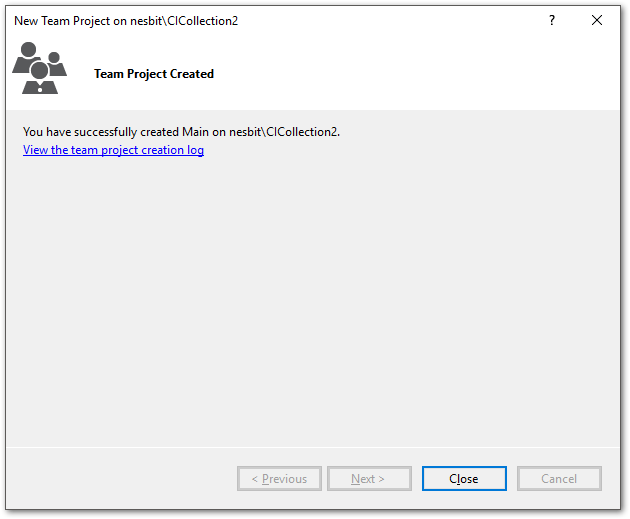 New Team Project on nesbit\CICollection2
?
Team Project Created
You have successfully created Main on nesbit\CICollection2.
View the team project creation log
< Previous
Next >
Close
Cancel